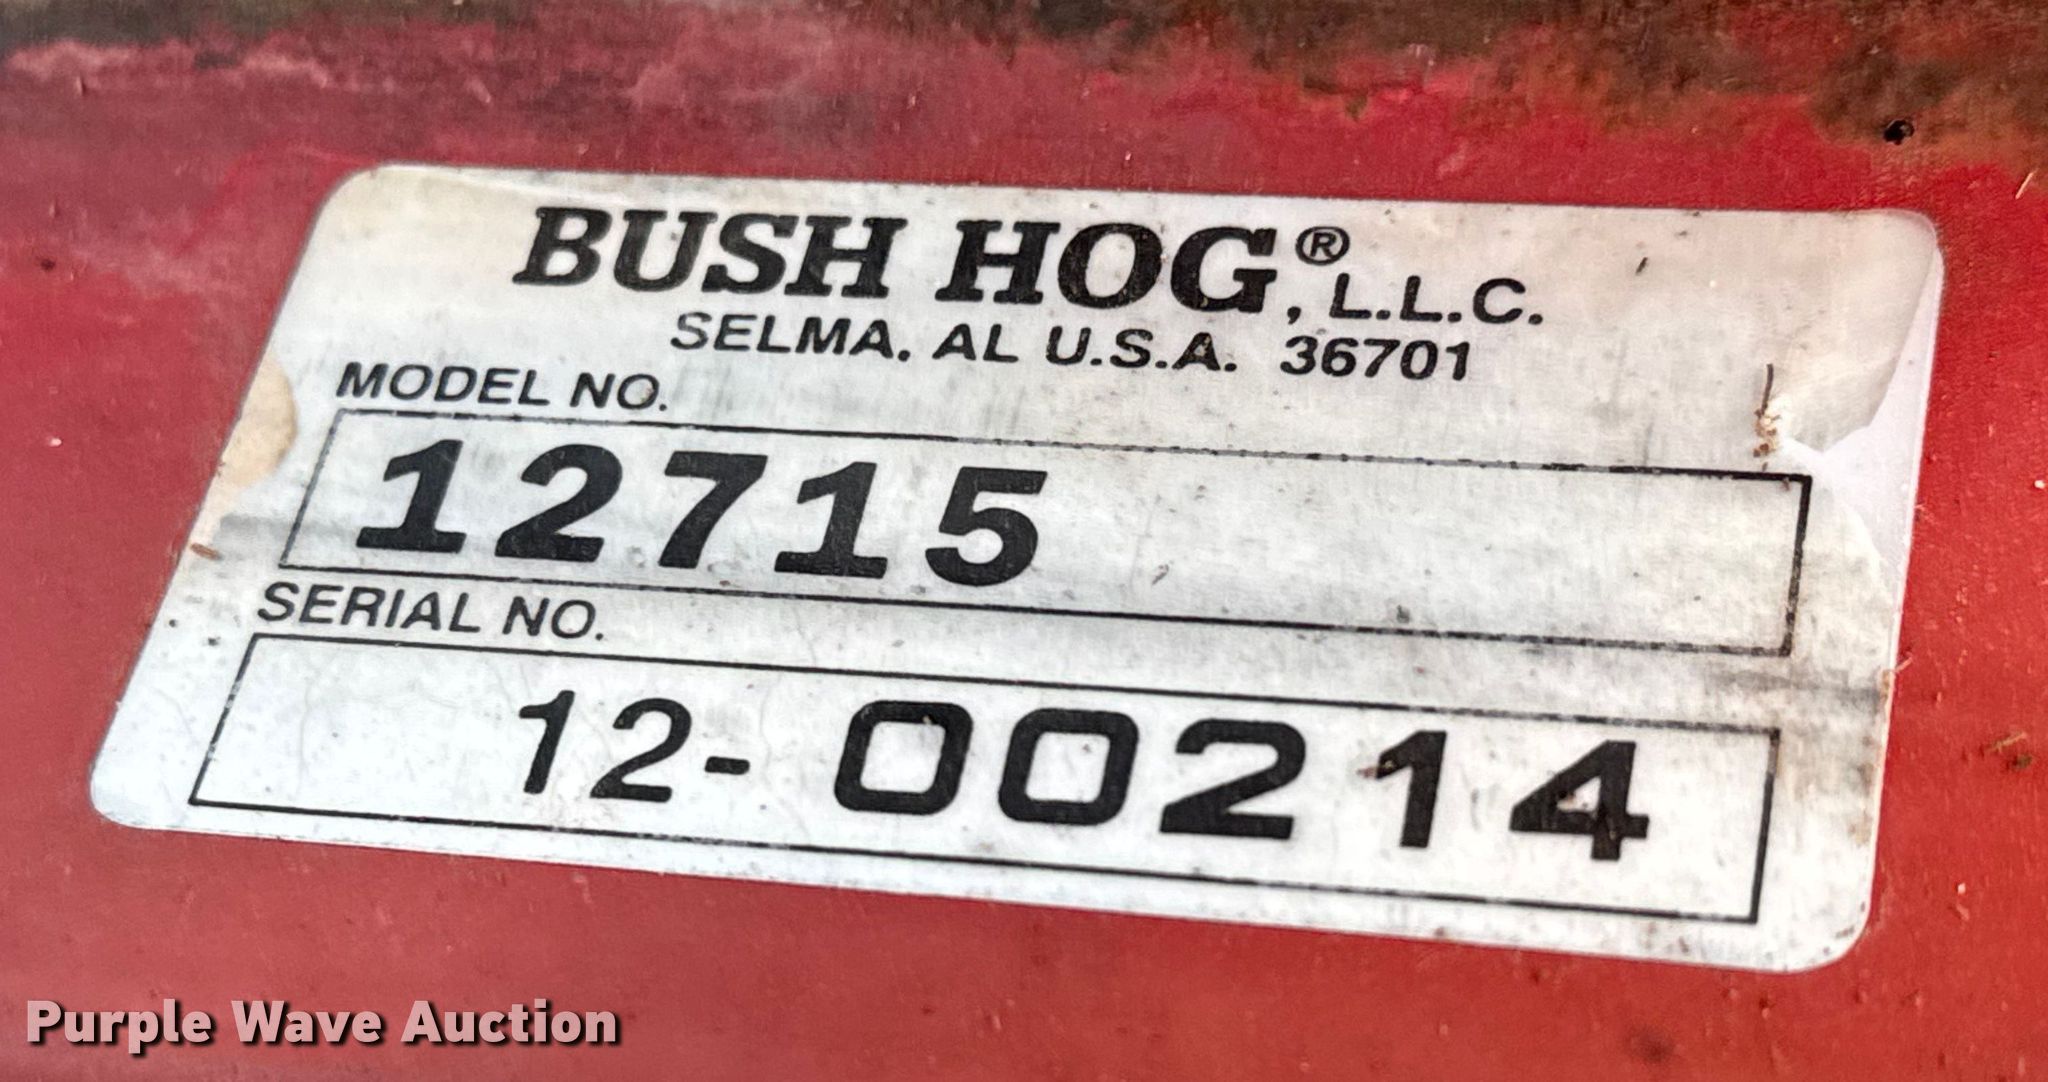 BUSH HOG®, L.L.C.
SELMA, AL U.S.A. 36701
MODEL NO.
12715
SERIAL NO.
12-00214
Purple Wave Auction